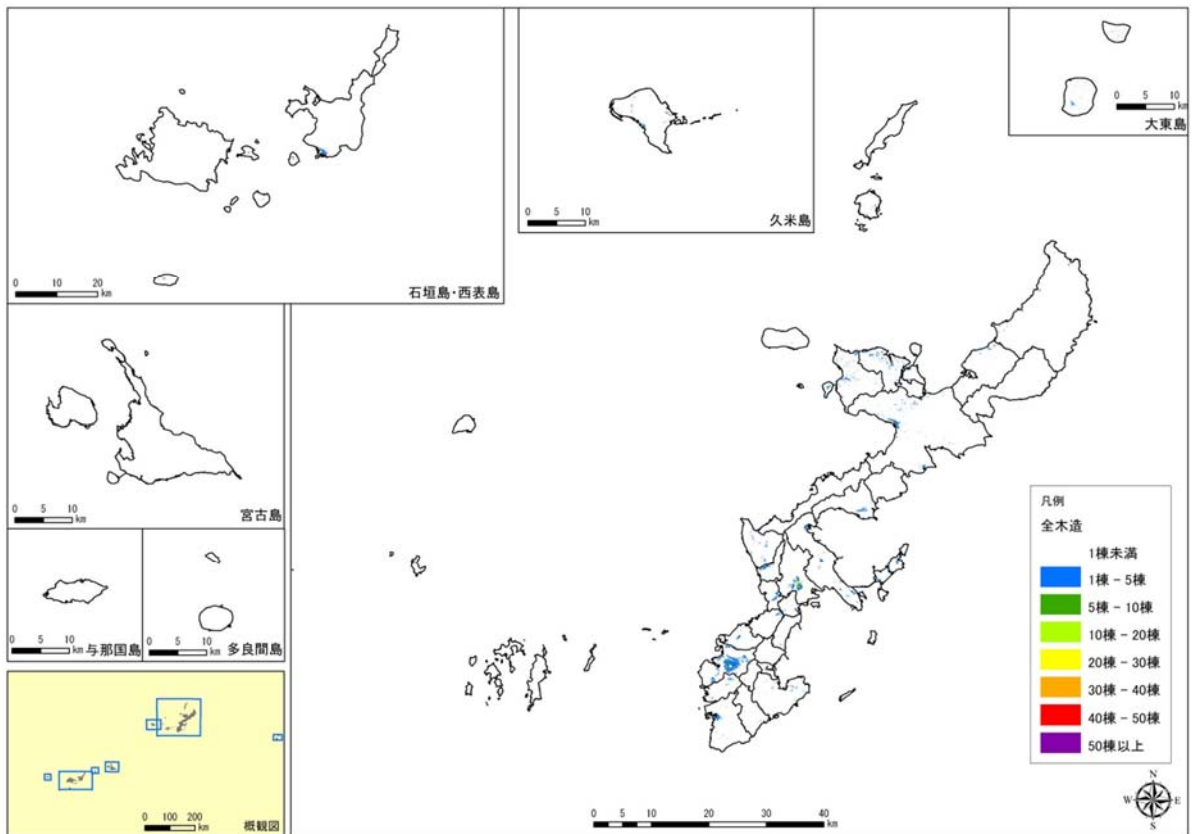 0 10 20 km
石垣島・西表島
0 5 10 km
久米島
0 5 10 km
大東島
0 5 10 km
宮古島
0 5 10 km
与那国島
0 5 10 km
多良間島
0 100 200 km
概観図
凡例
全木造
1棟未満
1棟 - 5棟
5棟 - 10棟
10棟 - 20棟
20棟 - 30棟
30棟 - 40棟
40棟 - 50棟
50棟以上
N
W E
S
0 5 10 20 30 40 km